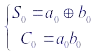 S₀ = a₀ ⊕ b₀
C₀ = a₀b₀